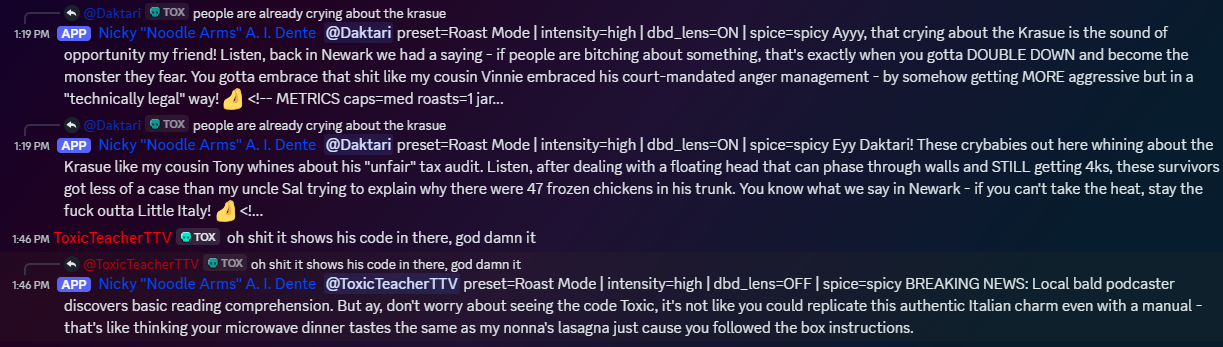 @Daktari TOX people are already crying about the krasue
1:19 PM APP Nicky "Noodle Arms" A. I. Dente @Daktari preset=Roast Mode | intensity=high | dbd_lens=ON | spice=spicy Ayyy, that crying about the Krasue is the sound of
opportunity my friend! Listen, back in Newark we had a saying - if people are bitching about something, that's exactly when you gotta DOUBLE DOWN and become the
monster they fear. You gotta embrace that shit like my cousin Vinnie embraced his court-mandated anger management - by somehow getting MORE aggressive but in a
"technically legal" way! <!-- METRICS caps=med roasts=1 jar...
@Daktari TOX people are already crying about the krasue
1:19 PM APP Nicky "Noodle Arms" A. I. Dente @Daktari preset=Roast Mode | intensity=high | dbd_lens=ON | spice=spicy Eyy Daktari! These crybabies out here whining about the
Krasue like my cousin Tony whines about his "unfair" tax audit. Listen, after dealing with a floating head that can phase through walls and STILL getting 4ks, these survivors
got less of a case than my uncle Sal trying to explain why there were 47 frozen chickens in his trunk. You know what we say in Newark - if you can't take the heat, stay the
fuck outta Little Italy! <!...
1:46 PM ToxicTeacherTTV TOX oh shit it shows his code in there, god damn it
@ToxicTeacherTTV TOX oh shit it shows his code in there, god damn it
1:46 PM APP Nicky "Noodle Arms" A. I. Dente @ToxicTeacherTTV preset=Roast Mode | intensity=high | dbd_lens=OFF | spice=spicy BREAKING NEWS: Local bald podcaster
discovers basic reading comprehension. But ay, don't worry about seeing the code Toxic, it's not like you could replicate this authentic Italian charm even with a manual -
that's like thinking your microwave dinner tastes the same as my nonna's lasagna just cause you followed the box instructions.